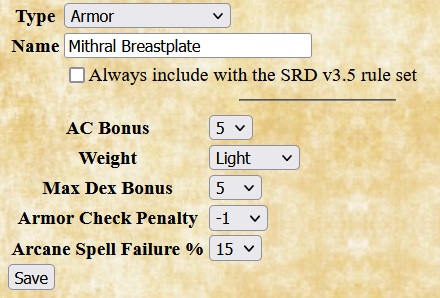 Type Armor
Name Mithral Breastplate
Always include with the SRD v3.5 rule set
AC Bonus 5
Weight Light
Max Dex Bonus 5
Armor Check Penalty -1
Arcane Spell Failure % 15
Save